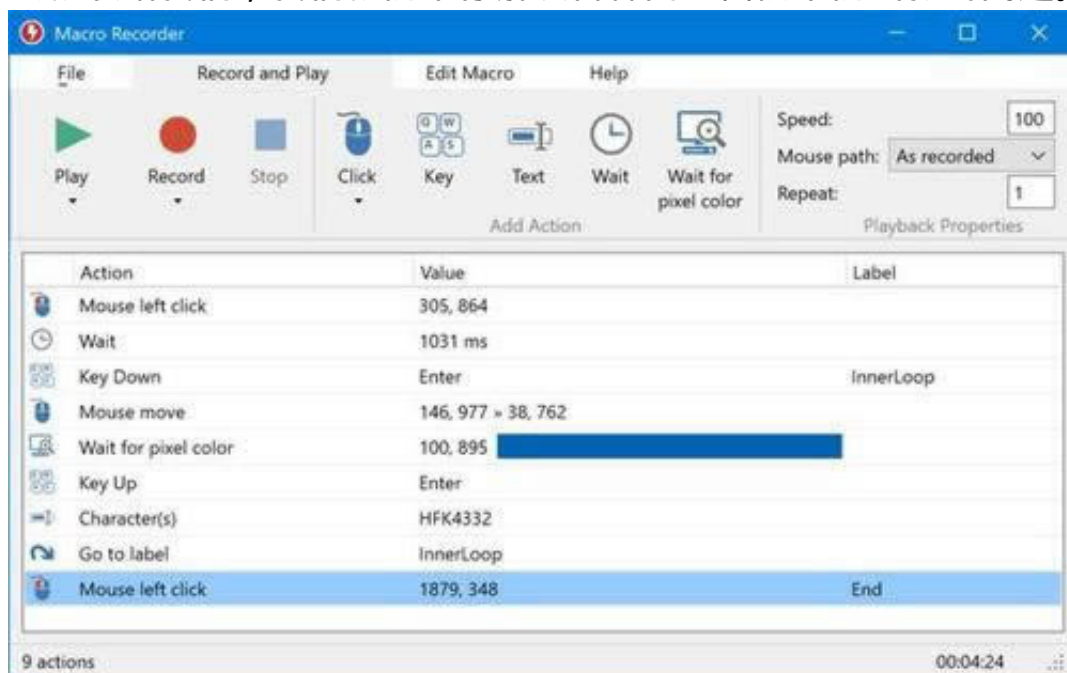 Macro Recorder
File Record and Play Edit Macro Help
Play Record Stop Click Key Text Wait Wait for pixel color
Add Action
Speed: 100
Mouse path: As recorded
Repeat: 1
Playback Properties
Action Value Label
Mouse left click 305, 864
Wait 1031 ms
Key Down Enter InnerLoop
Mouse move 146, 977 » 38, 762
Wait for pixel color 100, 895
Key Up Enter
Character(s) HFK4332
Go to label InnerLoop
Mouse left click 1879, 348 End
9 actions 00:04:24